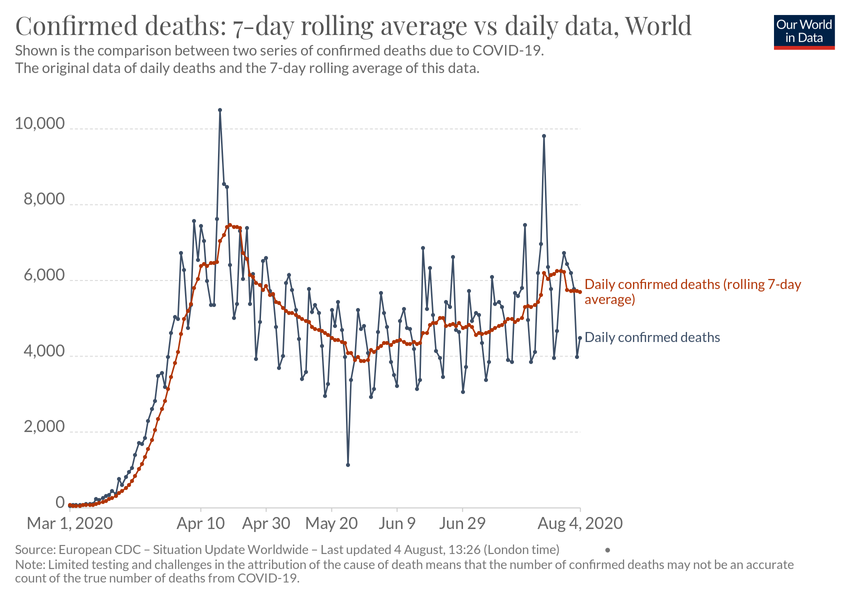 Confirmed deaths: 7-day rolling average vs daily data, World
Our World
in Data
Shown is the comparison between two series of confirmed deaths due to COVID-19.
The original data of daily deaths and the 7-day rolling average of this data.
10,000
8,000
6,000
4,000
2,000
0
Daily confirmed deaths (rolling 7-day
average)
Daily confirmed deaths
Mar 1, 2020
Apr 10
Apr 30
May 20
Jun 9
Jun 29
Aug 4, 2020
Source: European CDC – Situation Update Worldwide – Last updated 4 August, 13:26 (London time)
•
Note: Limited testing and challenges in the attribution of the cause of death means that the number of confirmed deaths may not be an accurate
count of the true number of deaths from COVID-19.